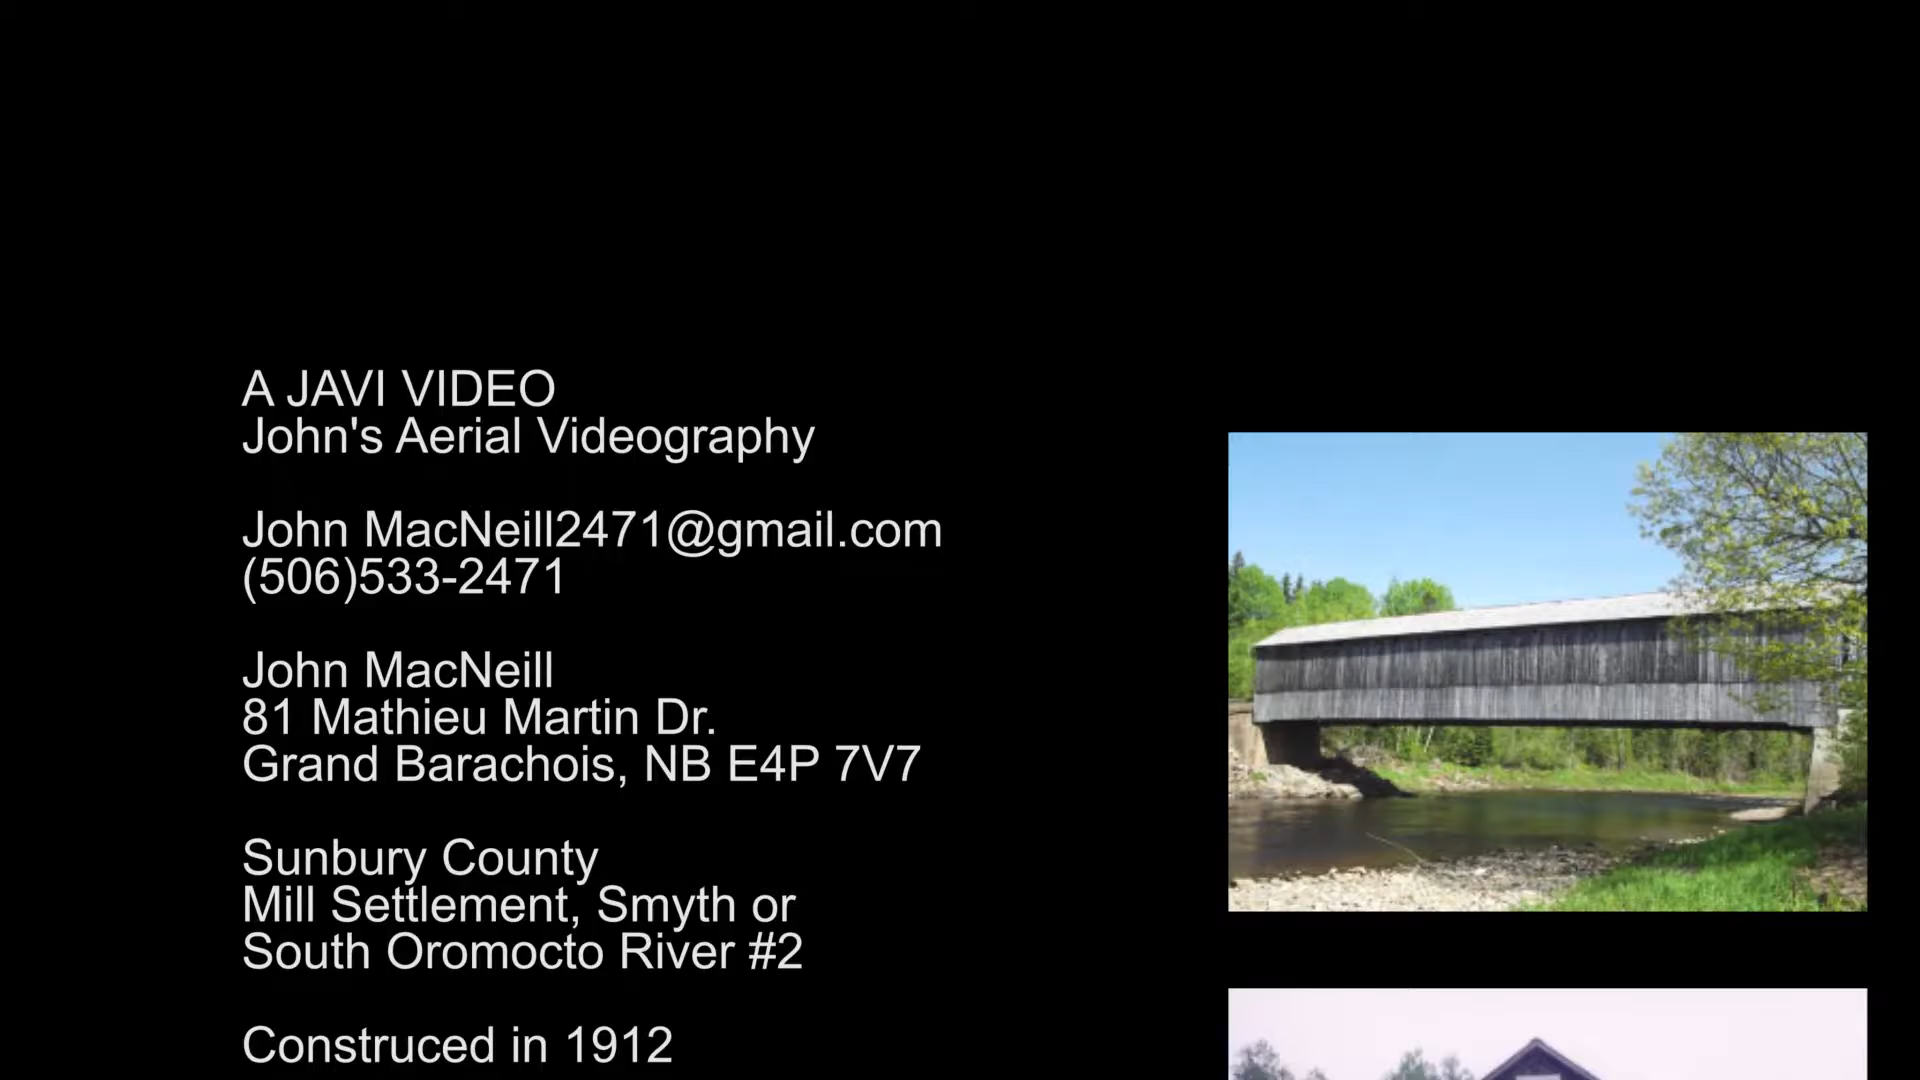 A JAVI VIDEO
John's Aerial Videography
John MacNeill2471@gmail.com
(506)533-2471
John MacNeill
81 Mathieu Martin Dr.
Grand Barachois, NB E4P 7V7
Sunbury County
Mill Settlement, Smyth or
South Oromocto River #2
Construced in 1912